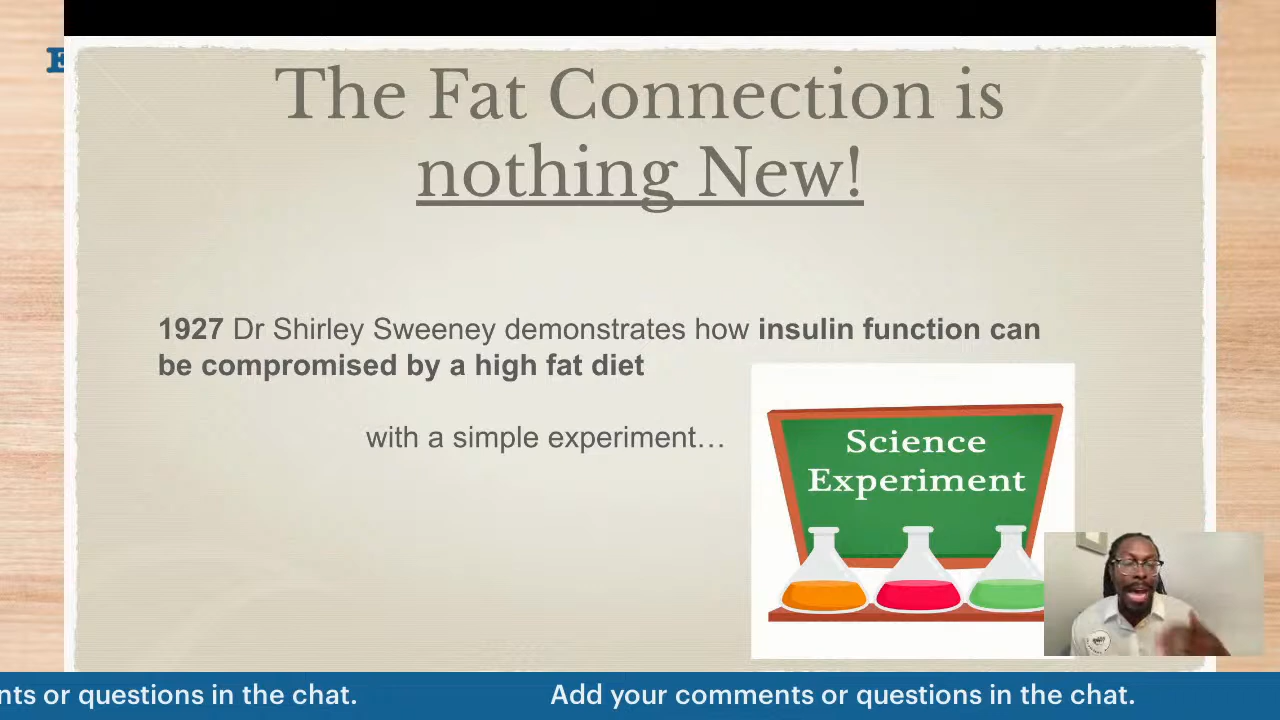 E
The Fat Connection is
nothing New!
1927 Dr Shirley Sweeney demonstrates how insulin function can
be compromised by a high fat diet
with a simple experiment…
Science
Experiment
nts or questions in the chat. Add your comments or questions in the chat.